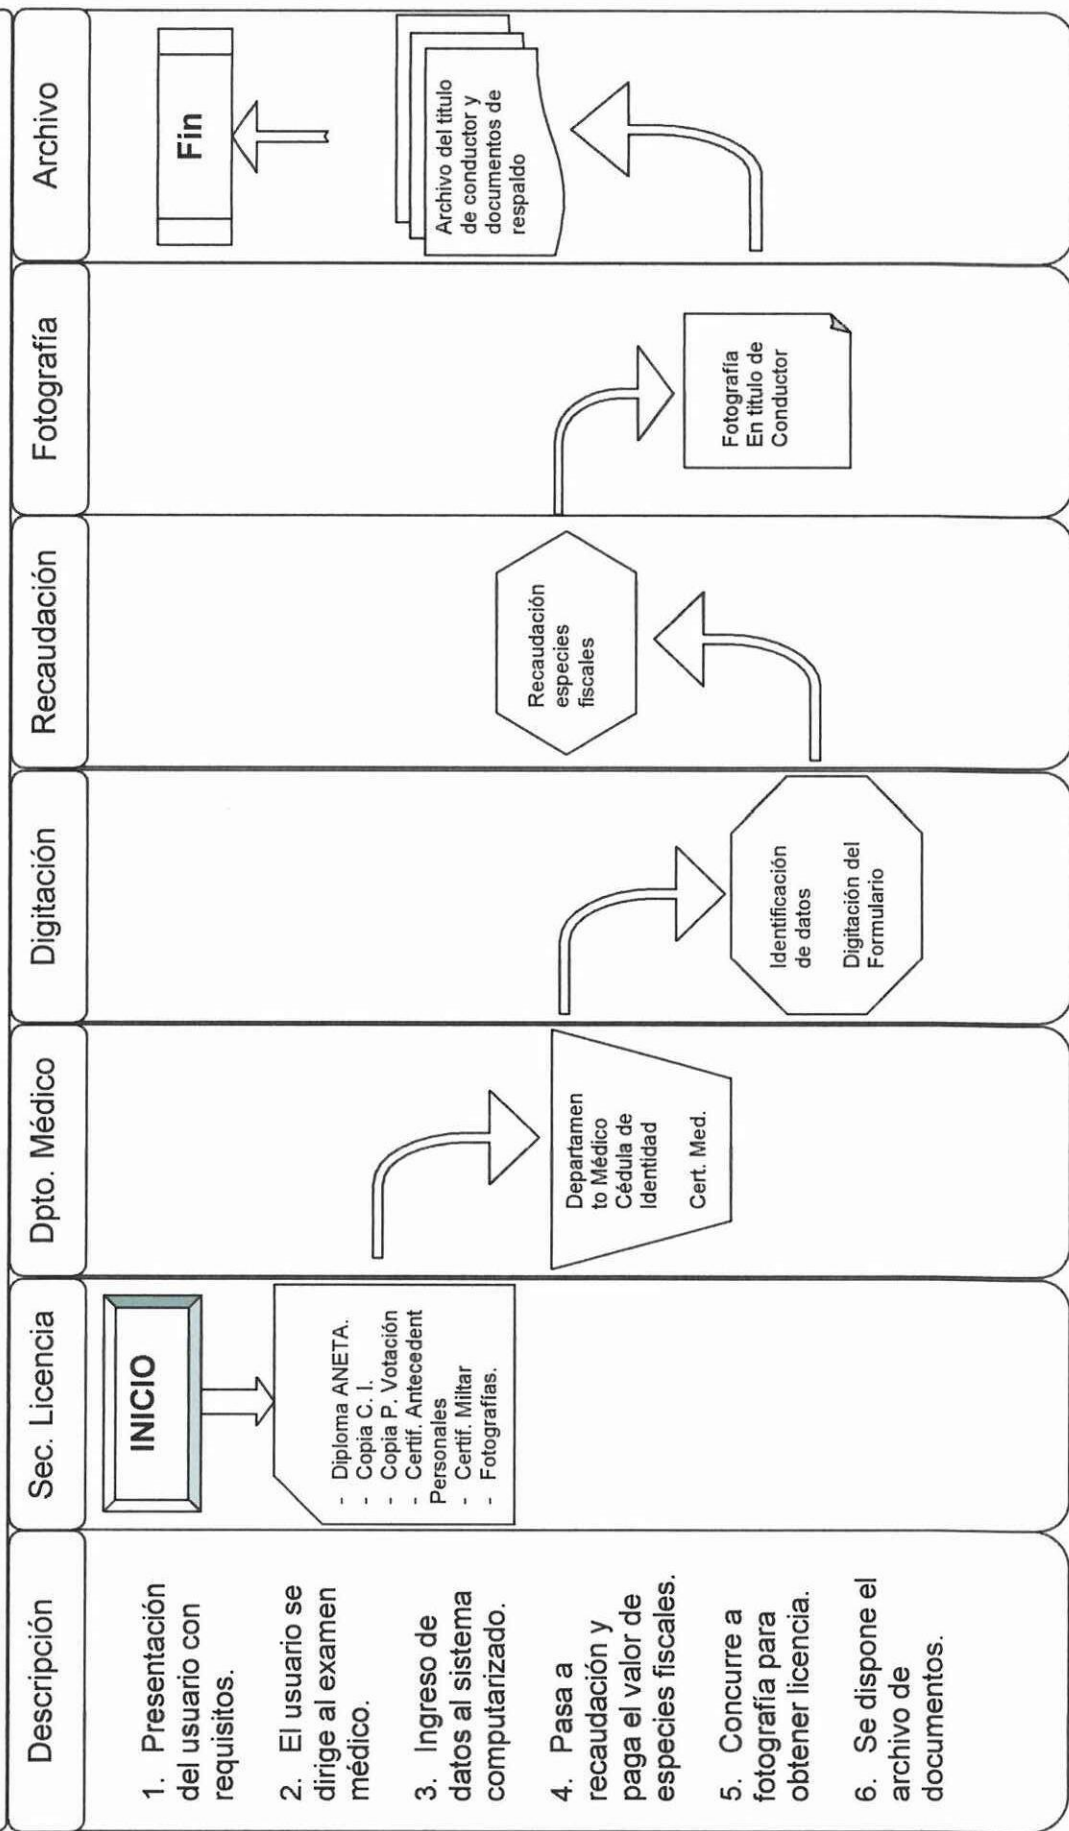 Descripción
Sec. Licencia
Dpto. Médico
Digitación
Recaudación
Fotografía
Archivo
1. Presentación
del usuario con
requisitos.
2. El usuario se
dirige al examen
médico.
3. Ingreso de
datos al sistema
computarizado.
4. Pasa a
recaudación y
paga el valor de
especies fiscales.
5. Concurre a
fotografía para
obtener licencia.
6. Se dispone el
archivo de
documentos.
INICIO
- Diploma ANETA.
- Copia C. I.
- Copia P. Votación
- Certif. Antecedent
Personales
- Certif. Miltar
- Fotografías.
Departamen
to Médico
Cédula de
Identidad
Cert. Med.
Identificación
de datos
Digitación del
Formulario
Recaudación
especies
fiscales
Fotografía
En titulo de
Conductor
Archivo del titulo
de conductor y
documentos de
respaldo
Fin